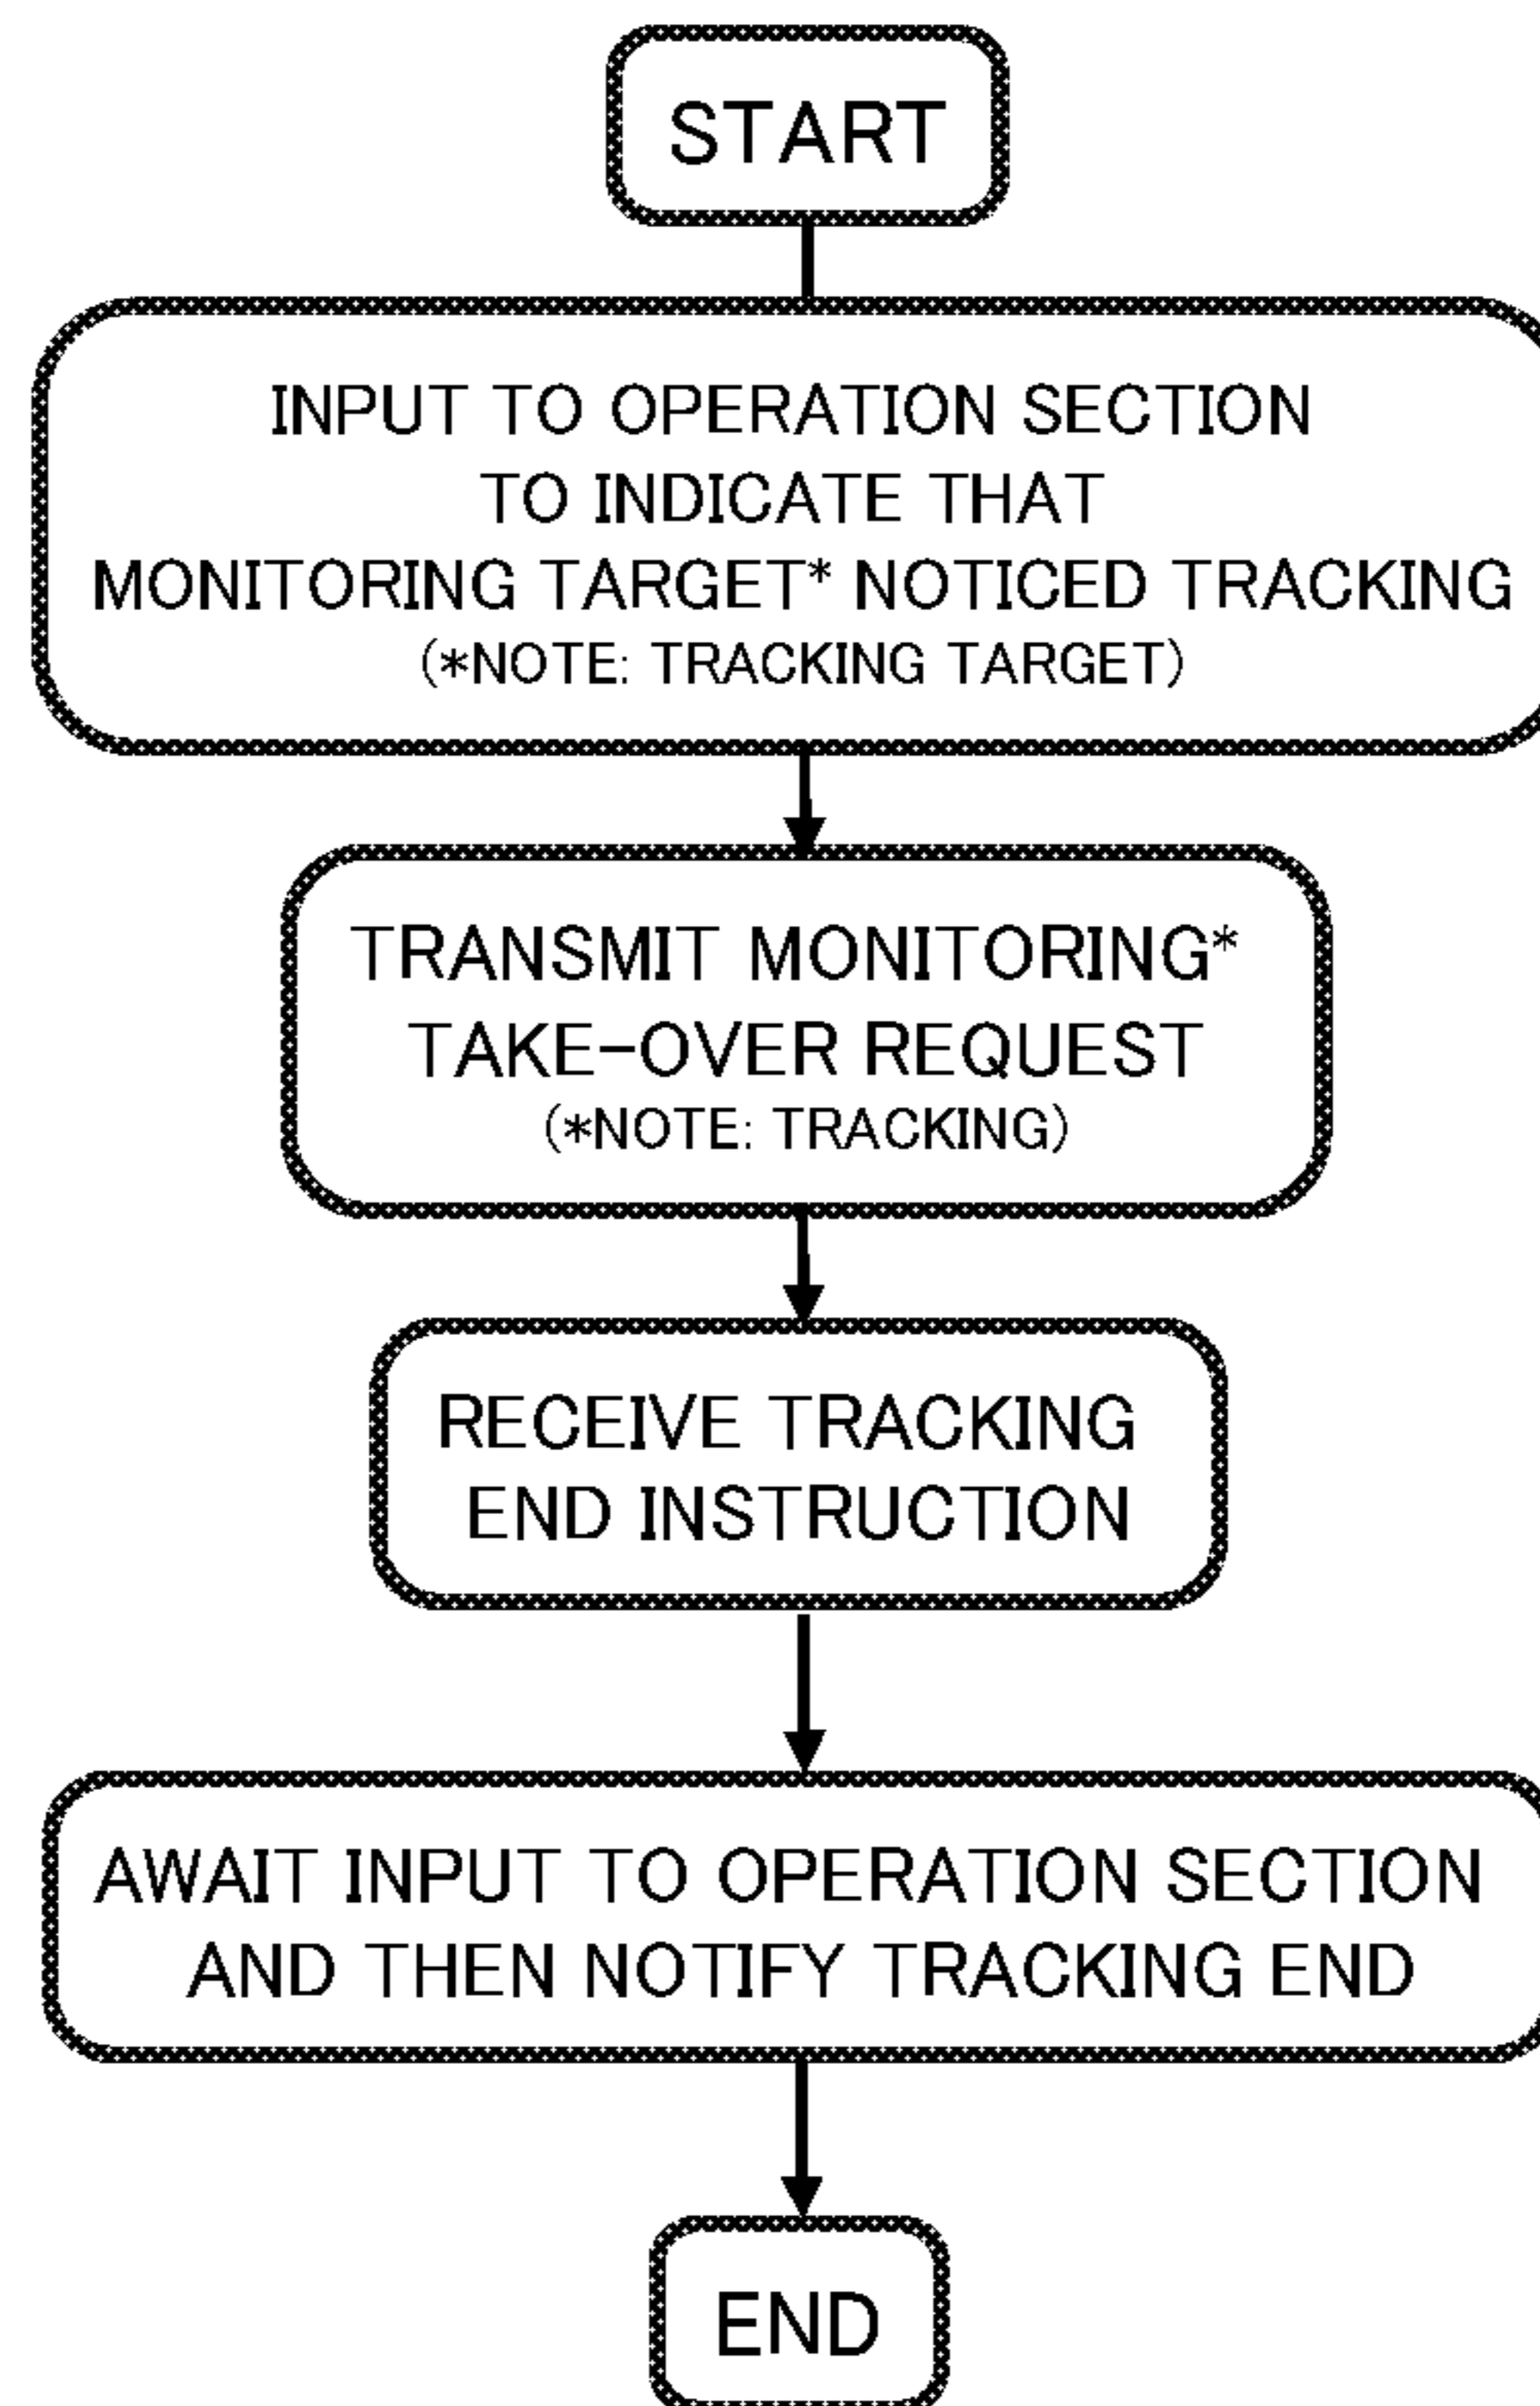 START
INPUT TO OPERATION SECTION
TO INDICATE THAT
MONITORING TARGET* NOTICED TRACKING
(*NOTE: TRACKING TARGET)
TRANSMIT MONITORING*
TAKE-OVER REQUEST
(*NOTE: TRACKING)
RECEIVE TRACKING
END INSTRUCTION
AWAIT INPUT TO OPERATION SECTION
AND THEN NOTIFY TRACKING END
END